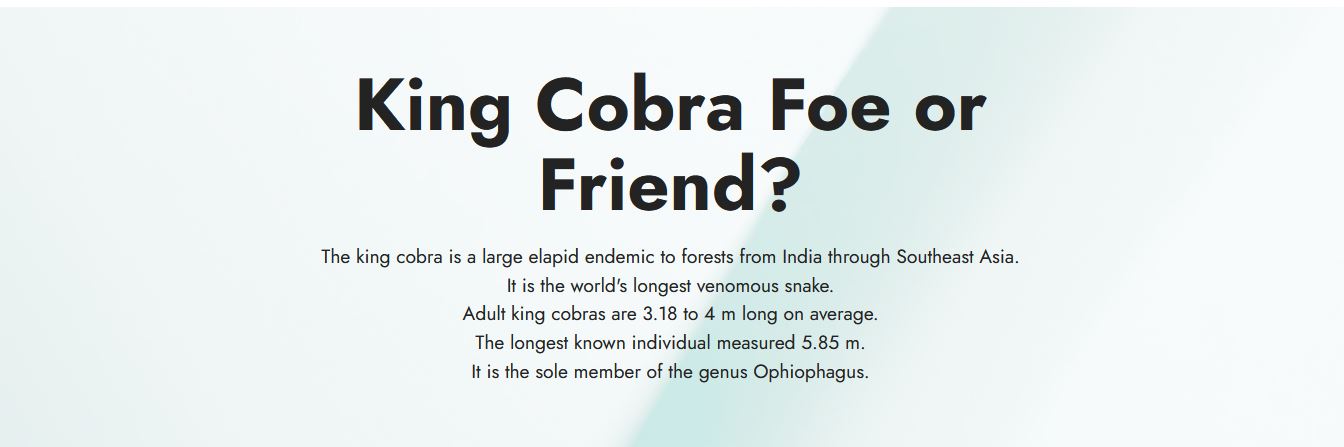 King Cobra Foe or
Friend?
The king cobra is a large elapid endemic to forests from India through Southeast Asia.
It is the world's longest venomous snake.
Adult king cobras are 3.18 to 4 m long on average.
The longest known individual measured 5.85 m.
It is the sole member of the genus Ophiophagus.